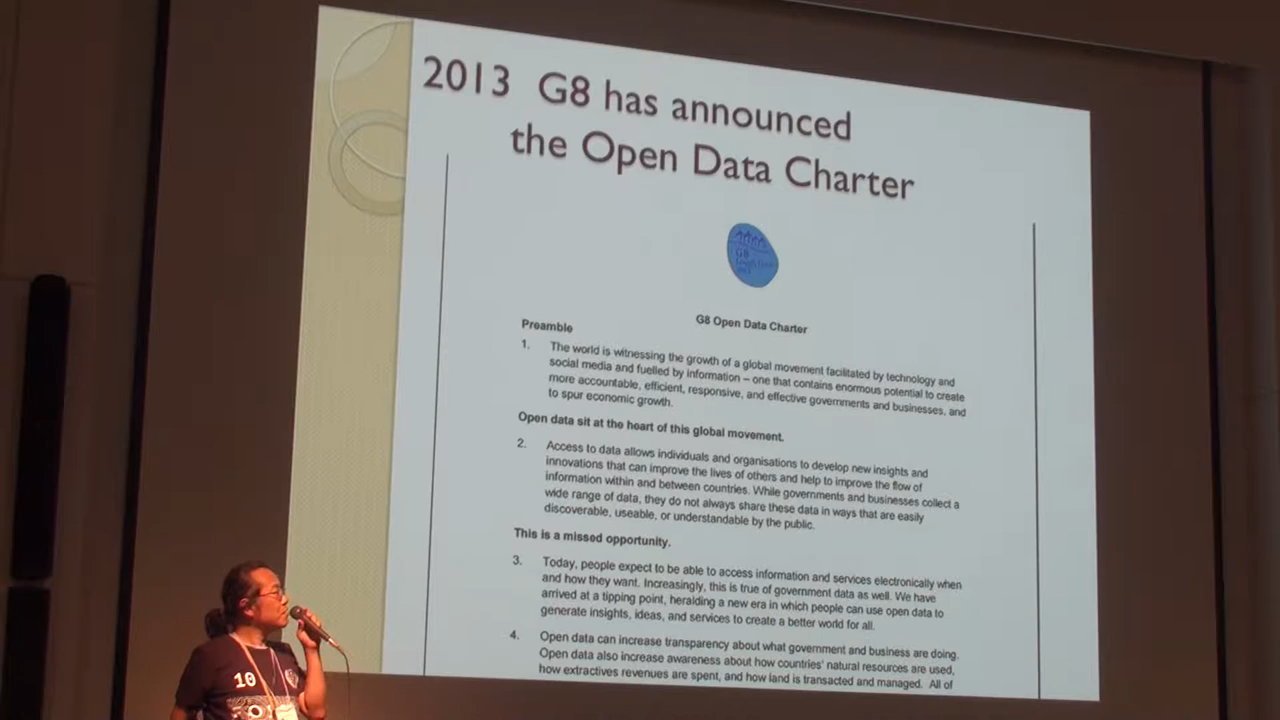 2013 G8 has announced
the Open Data Charter
G8
G8 Open Data Charter
Preamble
1. The world is witnessing the growth of a global movement facilitated by technology and
social media and fuelled by information – one that contains enormous potential to create
more accountable, efficient, responsive, and effective governments and businesses, and
to spur economic growth.
Open data sit at the heart of this global movement.
2. Access to data allows individuals and organisations to develop new insights and
innovations that can improve the lives of others and help to improve the flow of
information within and between countries. While governments and businesses collect a
wide range of data, they do not always share these data in ways that are easily
discoverable, useable, or understandable by the public.
This is a missed opportunity.
3. Today, people expect to be able to access information and services electronically when
and how they want. Increasingly, this is true of government data as well. We have
arrived at a tipping point, heralding a new era in which people can use open data to
generate insights, ideas, and services to create a better world for all.
4. Open data can increase transparency about what government and business are doing.
Open data also increase awareness about how countries' natural resources are used,
how extractives revenues are spent, and how land is transacted and managed. All of
10